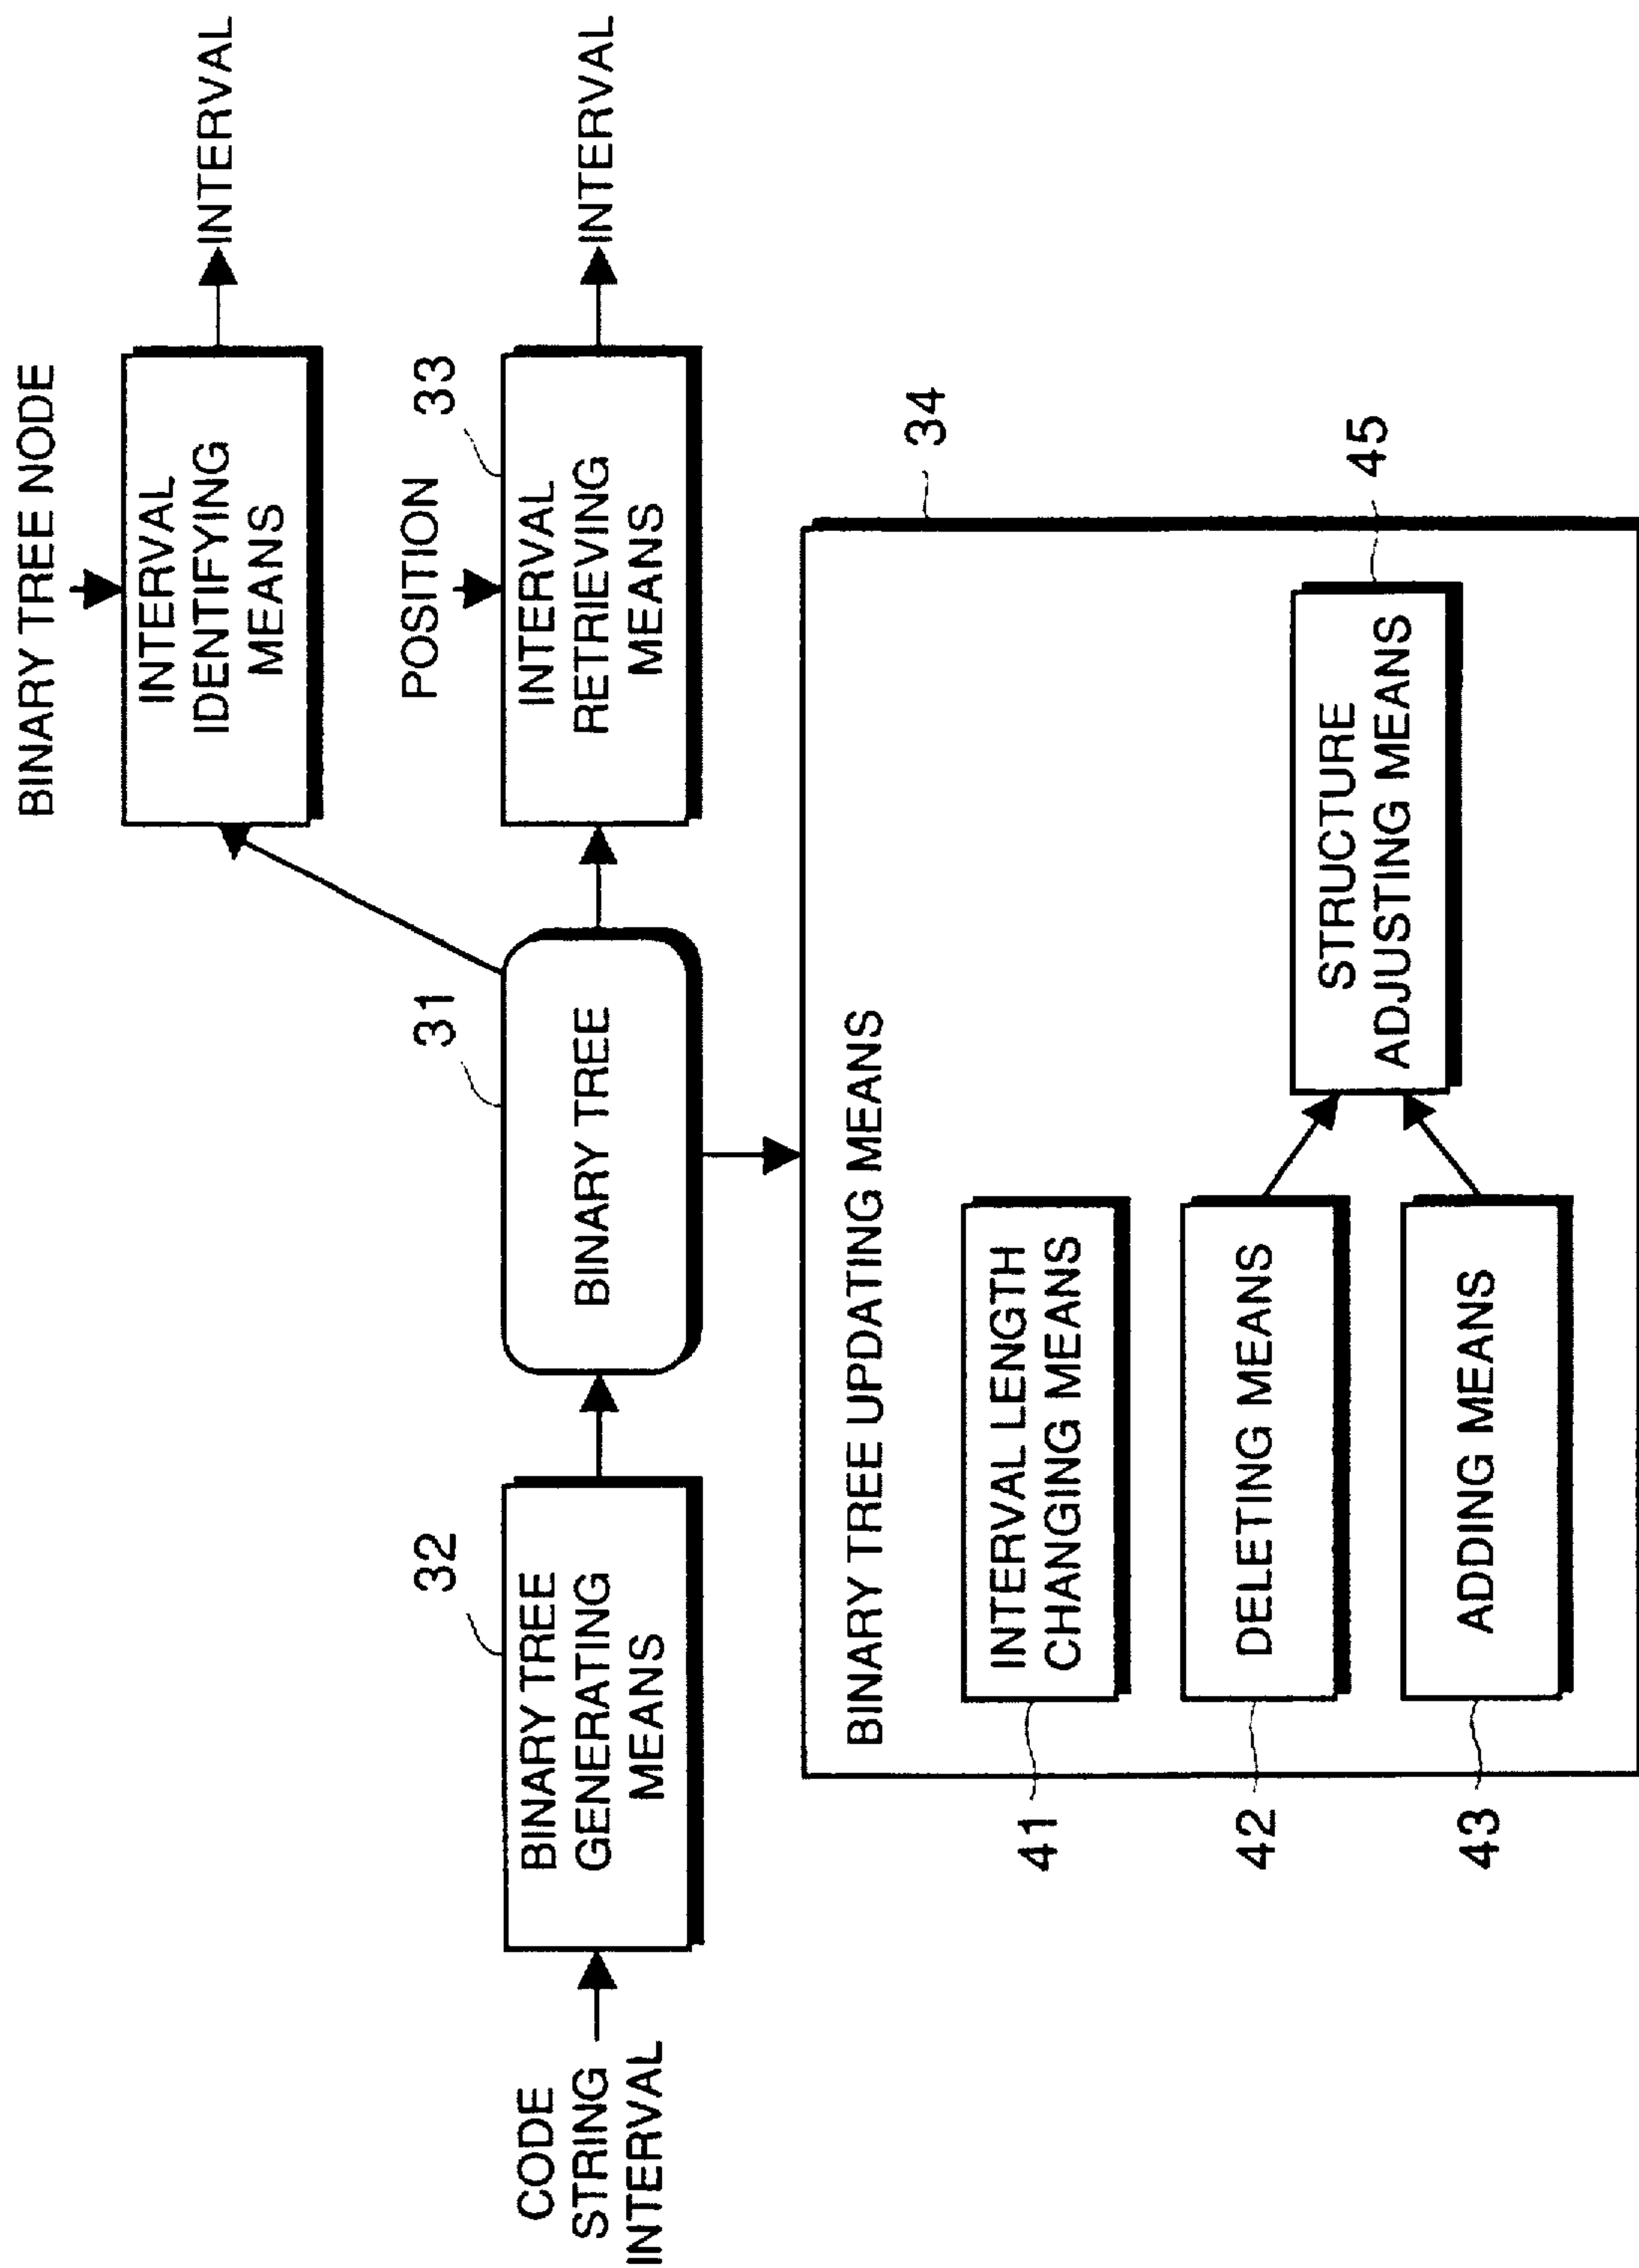 BINARY TREE NODE
INTERVAL
IDENTIFYING
MEANS
INTERVAL
CODE
STRING
INTERVAL
32
BINARY TREE
GENERATING
MEANS
31
BINARY TREE
POSITION
33
INTERVAL
RETRIEVING
MEANS
INTERVAL
34
BINARY TREE UPDATING MEANS
41
INTERVAL LENGTH
CHANGING MEANS
42
DELETING MEANS
43
ADDING MEANS
45
STRUCTURE
ADJUSTING MEANS